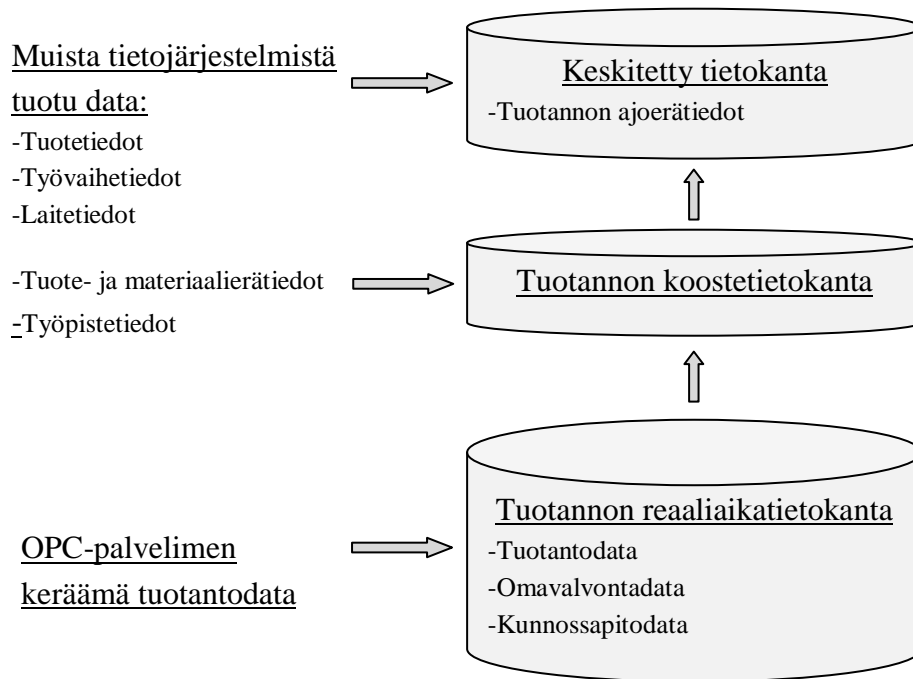 Muista tietojärjestelmistä
tuotu data:
-Tuotetiedot
-Työvaihetiedot
-Laitetiedot
-Tuote- ja materiaalierätiedot
-Työpistetiedot
OPC-palvelimen
keräämä tuotantodata
Keskitetty tietokanta
-Tuotannon ajoerätiedot
Tuotannon koostetietokanta
Tuotannon reaaliaikatietokanta
-Tuotantodata
-Omavalvontadata
-Kunnossapitodata